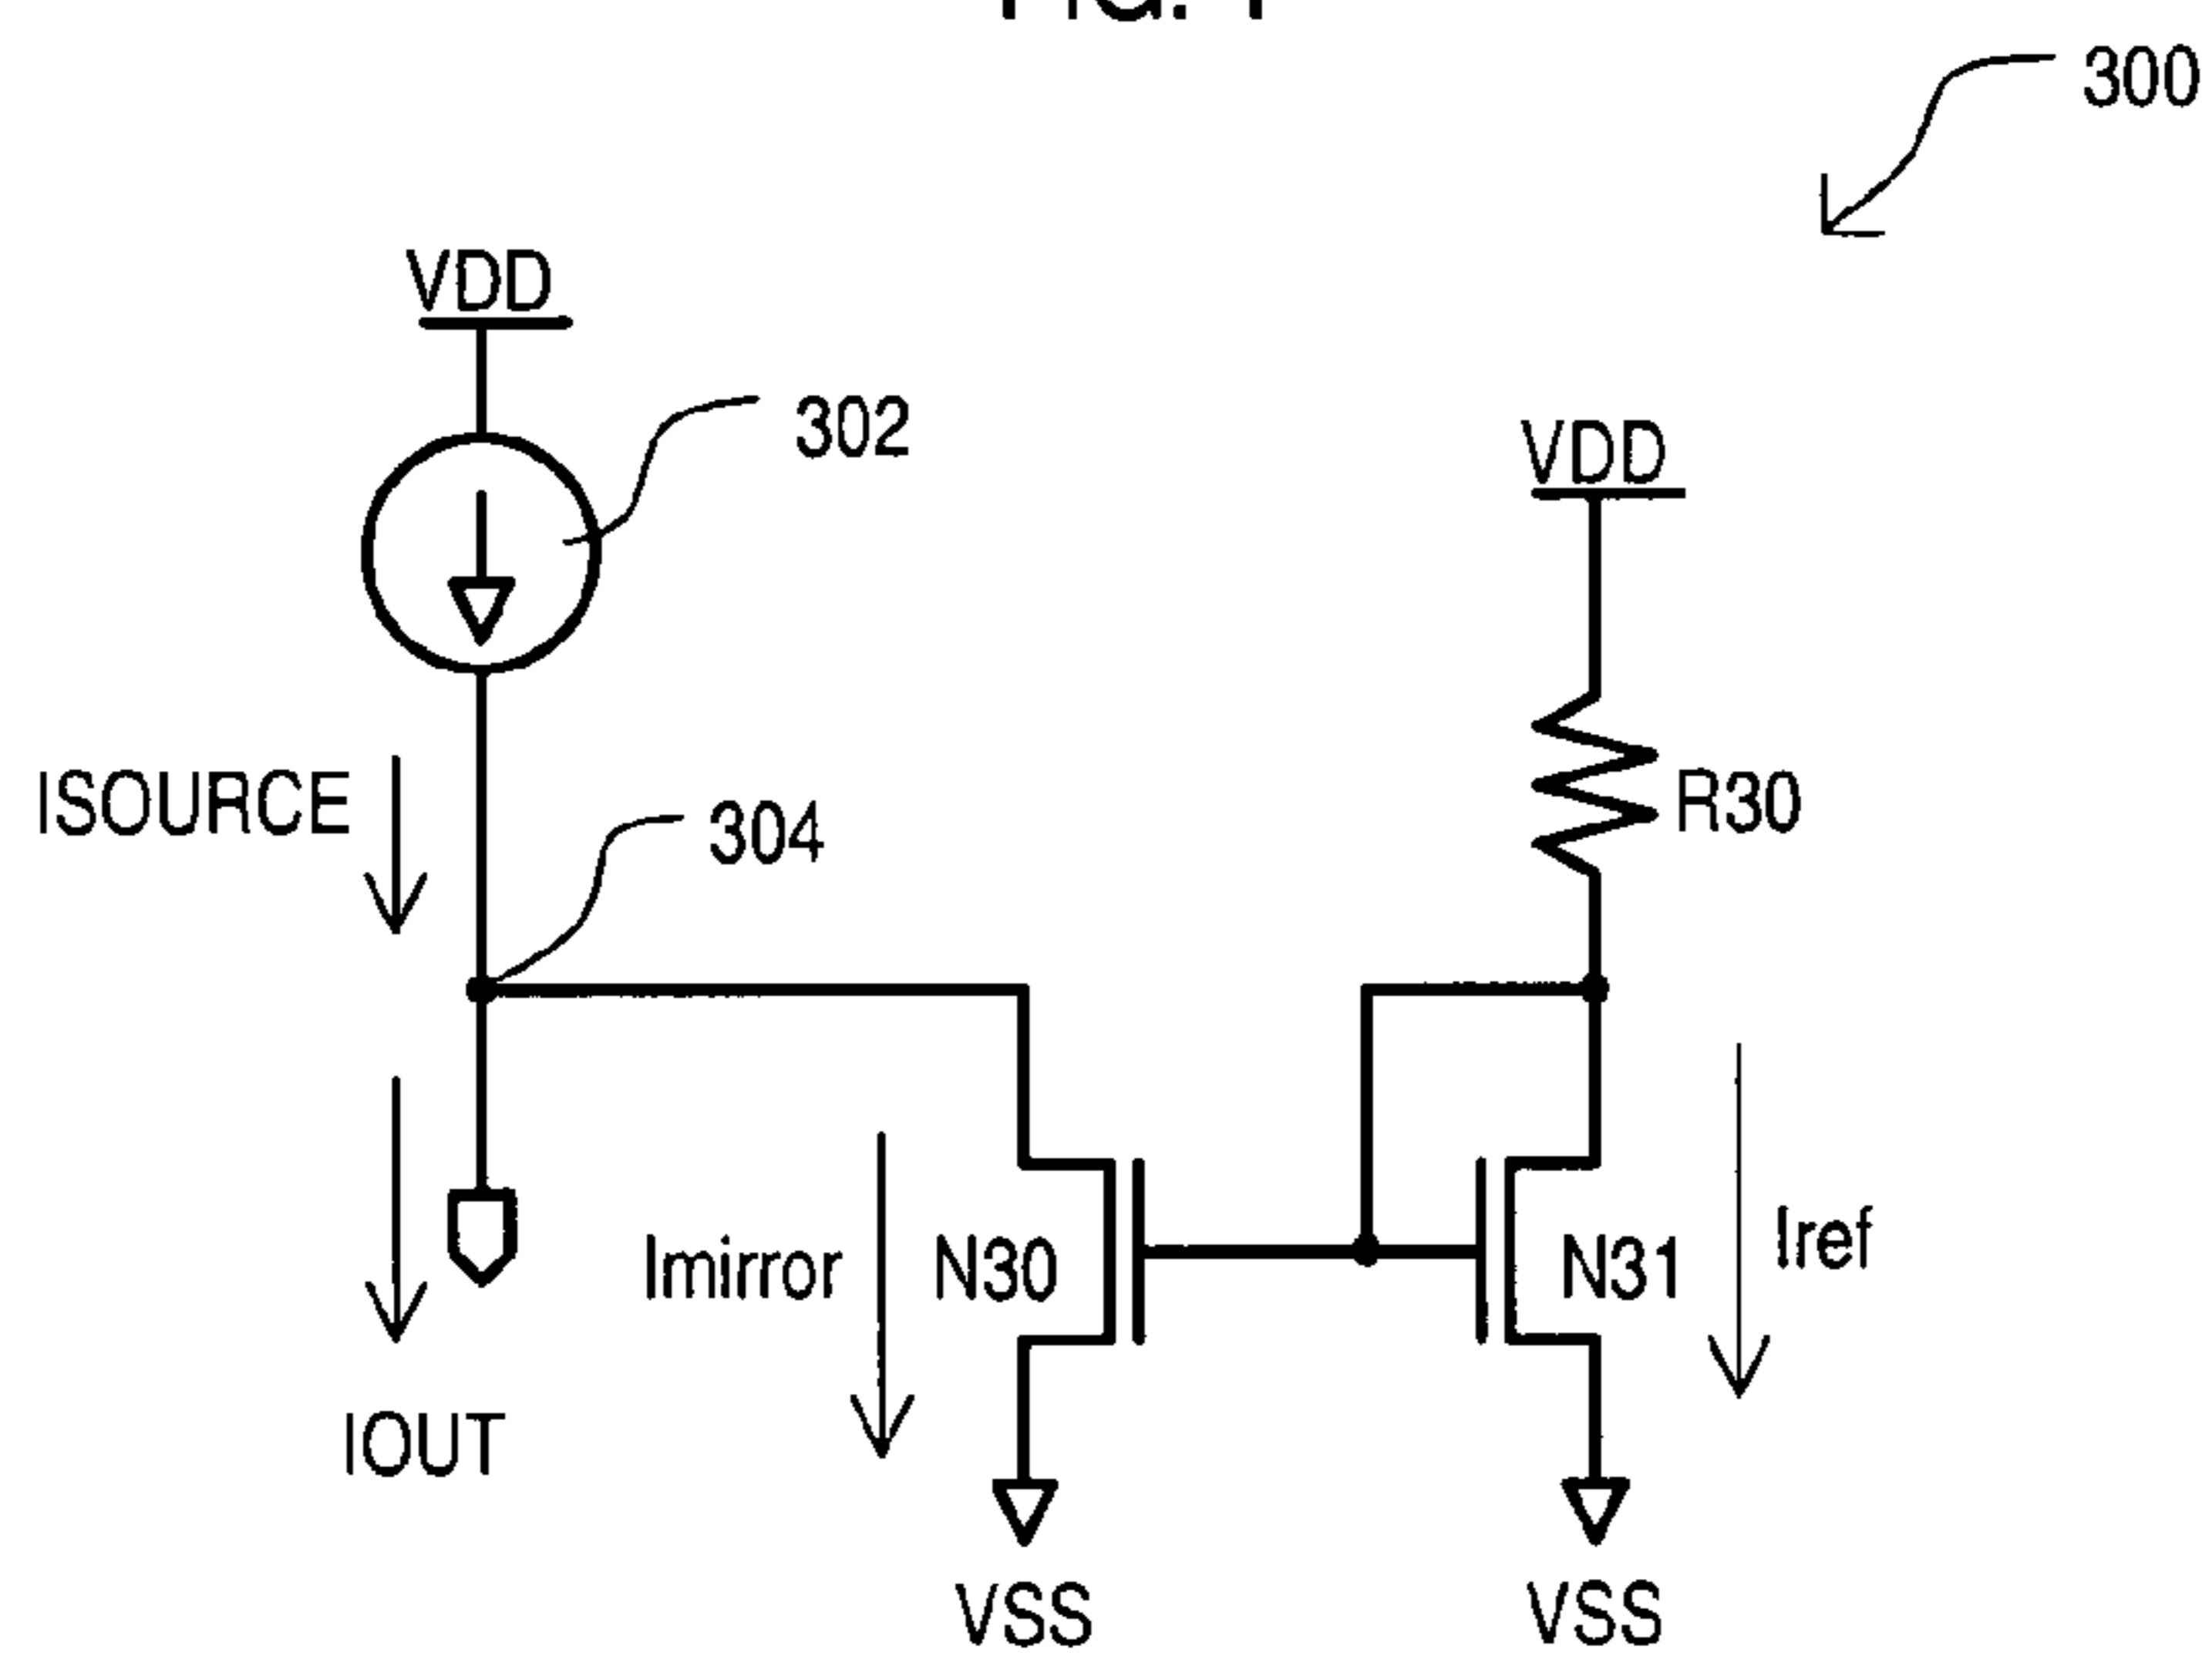 300
VDD
302
VDD
ISOURCE
304
R30
Imirror
N30
N31
Iref
IOUT
VSS
VSS